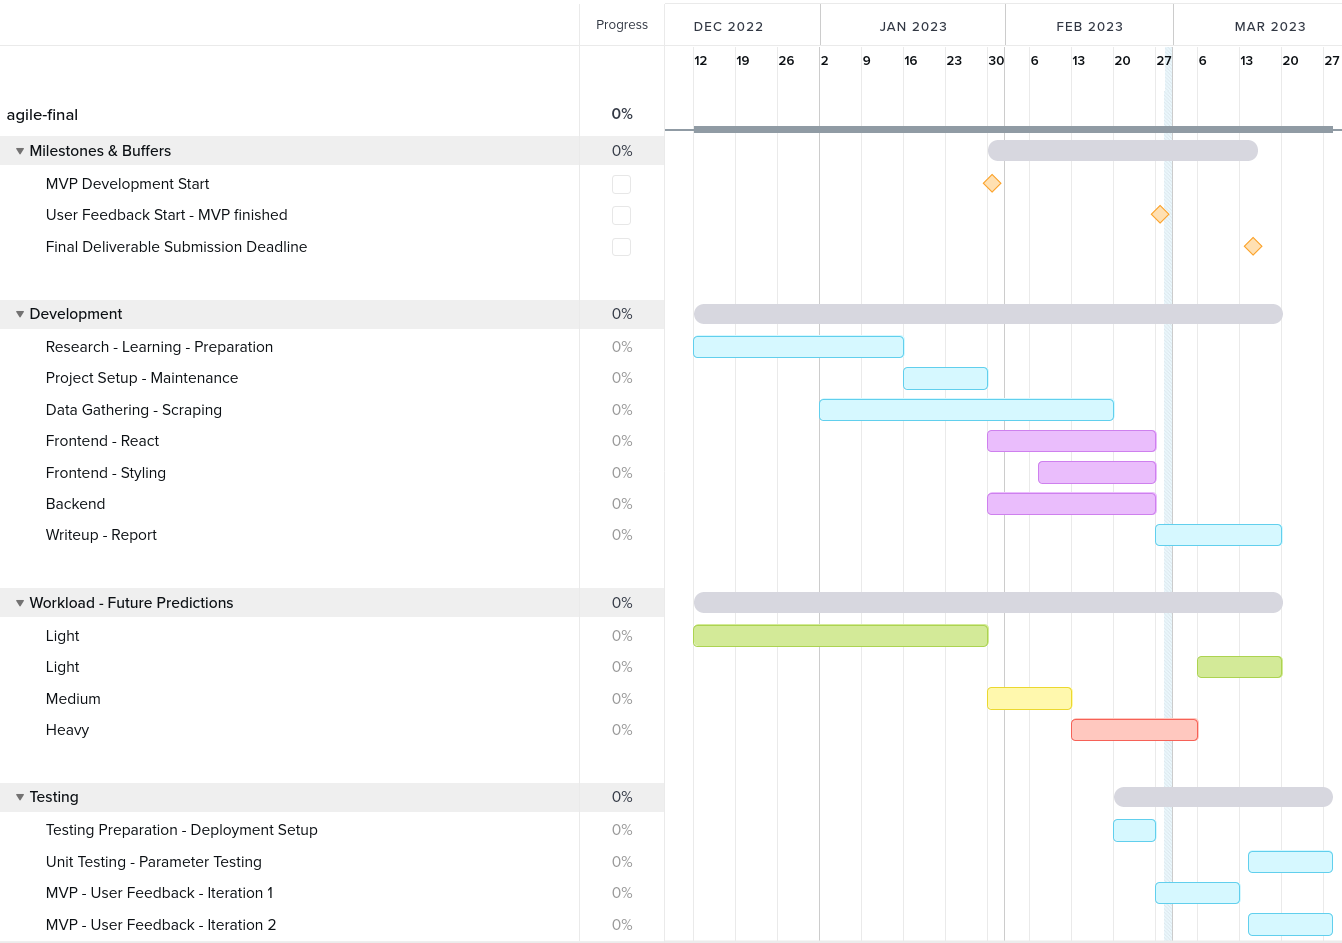 Progress DEC 2022 JAN 2023 FEB 2023 MAR 2023
12 19 26 2 9 16 23 30 6 13 20 27 6 13 20 27
agile-final 0%
Milestones & Buffers 0%
MVP Development Start
User Feedback Start - MVP finished
Final Deliverable Submission Deadline
Development 0%
Research - Learning - Preparation 0%
Project Setup - Maintenance 0%
Data Gathering - Scraping 0%
Frontend - React 0%
Frontend - Styling 0%
Backend 0%
Writeup - Report 0%
Workload - Future Predictions 0%
Light 0%
Light 0%
Medium 0%
Heavy 0%
Testing 0%
Testing Preparation - Deployment Setup 0%
Unit Testing - Parameter Testing 0%
MVP - User Feedback - Iteration 1 0%
MVP - User Feedback - Iteration 2 0%